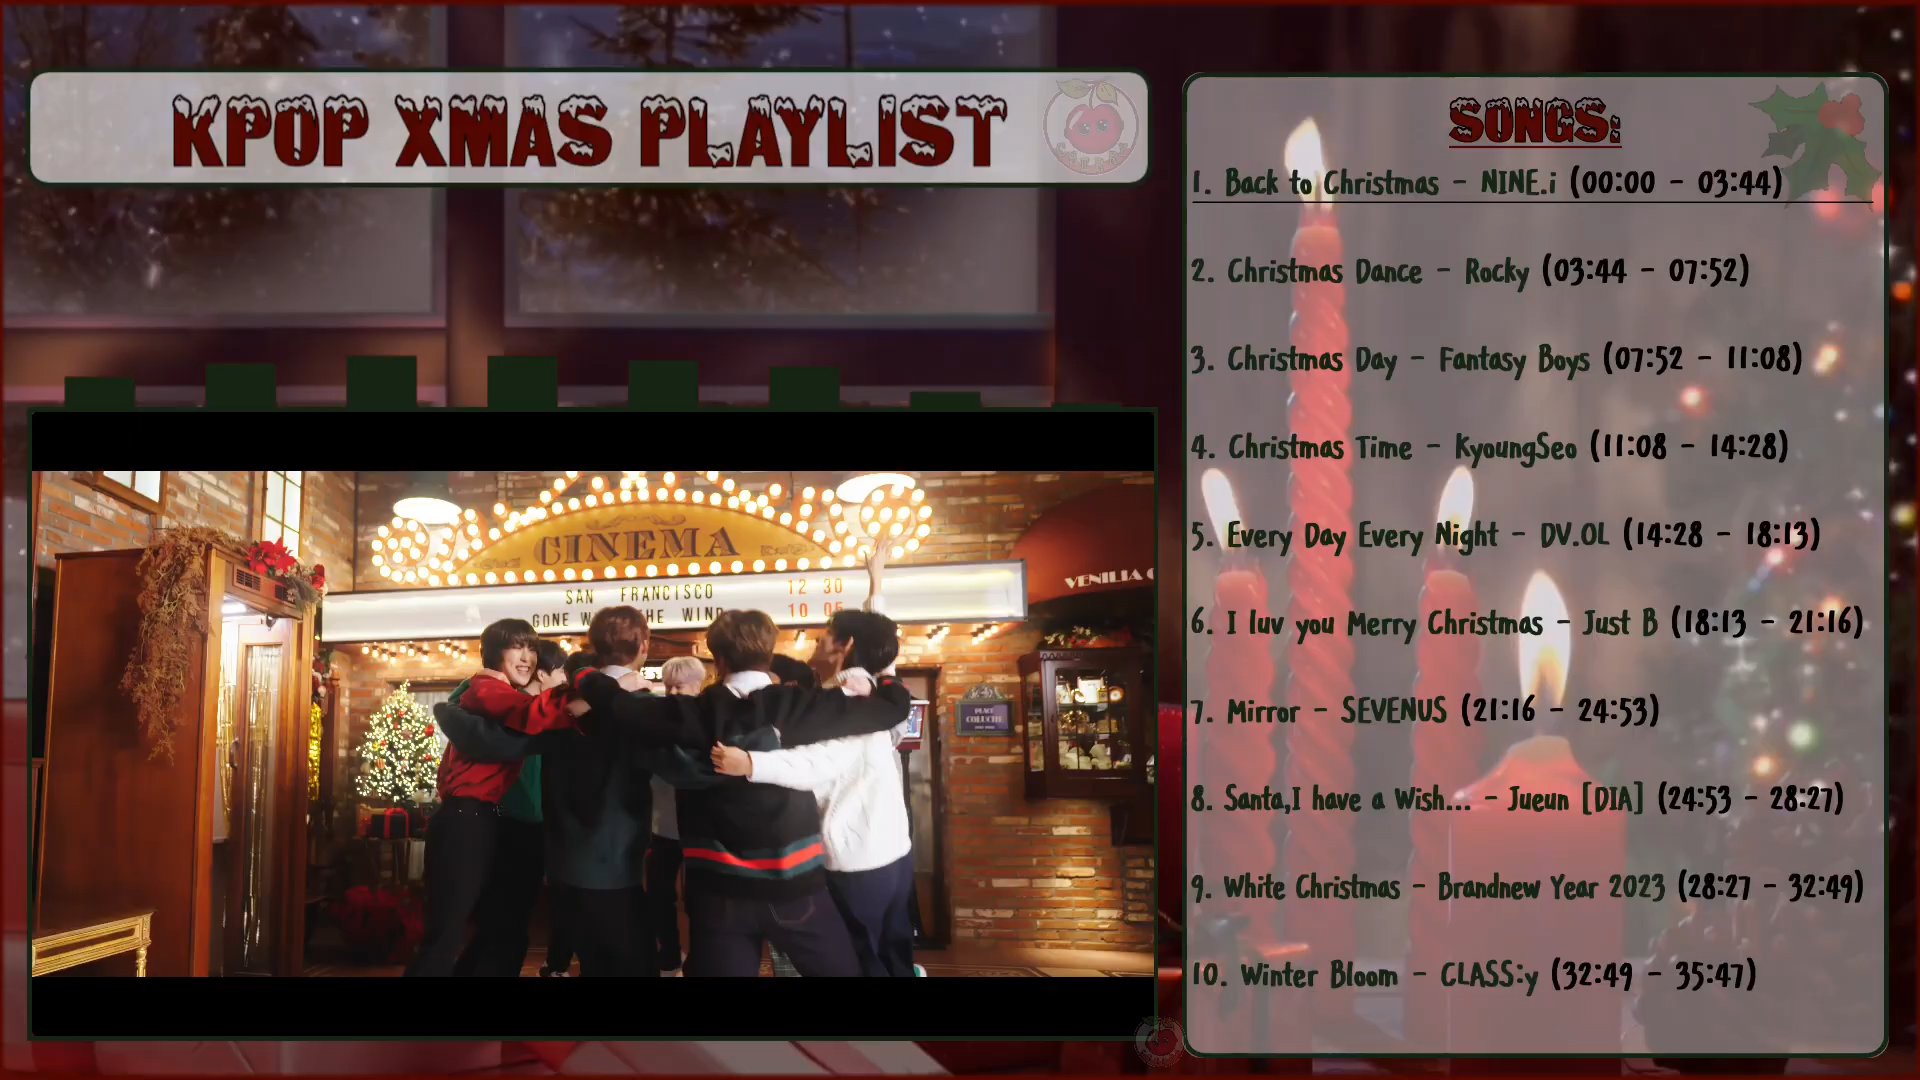 KPOP XMAS PLAYLIST
SONGS:
1. Back to Christmas - NINE.i (00:00 - 03:44)
2. Christmas Dance - Rocky (03:44 - 07:52)
3. Christmas Day - Fantasy Boys (07:52 - 11:08)
4. Christmas Time - KyoungSeo (11:08 - 14:28)
5. Every Day Every Night - DV.OL (14:28 - 18:13)
6. I luv you Merry Christmas - Just B (18:13 - 21:16)
7. Mirror - SEVENUS (21:16 - 24:53)
8. Santa,I have a Wish... - Jueun [DIA] (24:53 - 28:27)
9. White Christmas - Brandnew Year 2023 (28:27 - 32:49)
10. Winter Bloom - CLASS:y (32:49 - 35:47)
CINEMA
SAN FRANCISCO 12 30
GONE W THE WIND 10 05
VENILIA
PLACE
COLUCHE